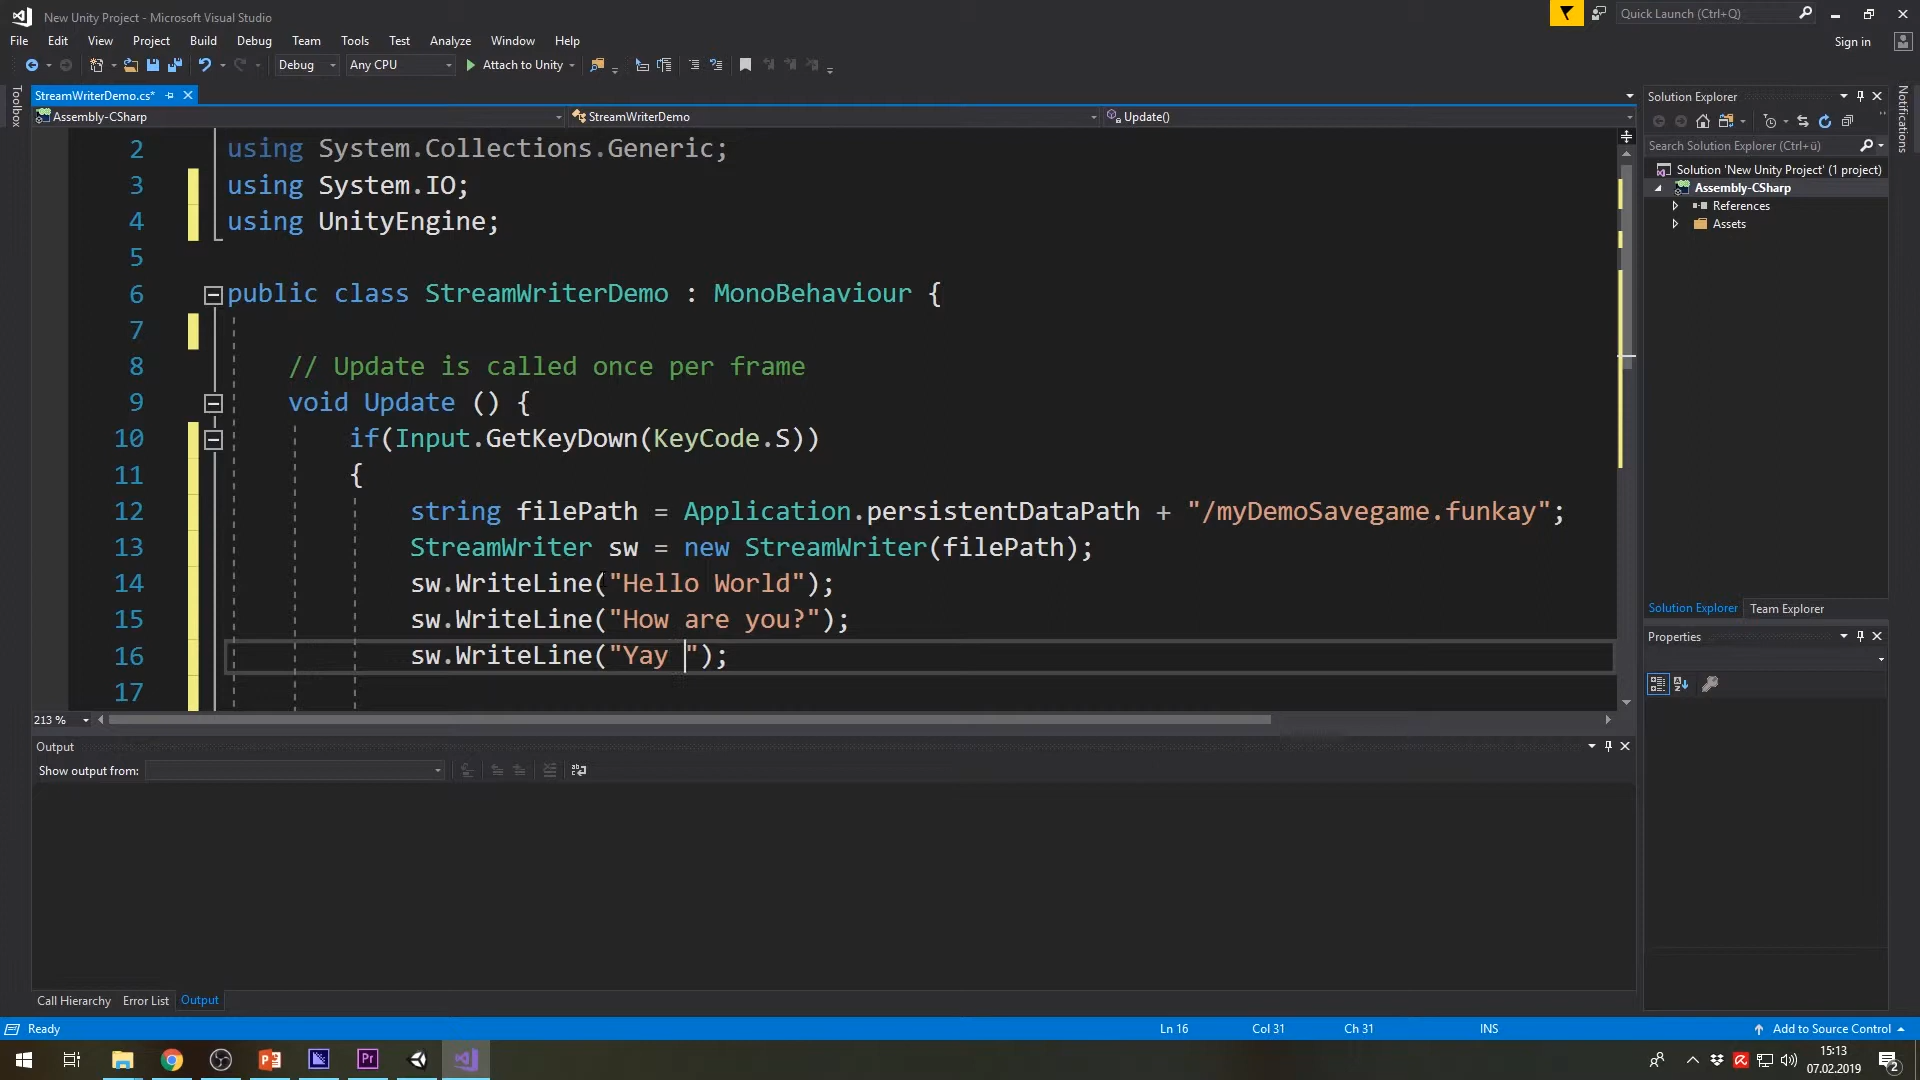 New Unity Project - Microsoft Visual Studio
Quick Launch (Ctrl+Q)
File Edit View Project Build Debug Team Tools Test Analyze Window Help
Sign in
Debug Any CPU Attach to Unity
Toolbox
StreamWriterDemo.cs*
Assembly-CSharp StreamWriterDemo Update()
2 using System.Collections.Generic;
3 using System.IO;
4 using UnityEngine;
5
6 public class StreamWriterDemo : MonoBehaviour {
7
8 // Update is called once per frame
9 void Update () {
10 if(Input.GetKeyDown(KeyCode.S))
11 {
12 string filePath = Application.persistentDataPath + "/myDemoSavegame.funkay";
13 StreamWriter sw = new StreamWriter(filePath);
14 sw.WriteLine("Hello World");
15 sw.WriteLine("How are you?");
16 sw.WriteLine("Yay ");
17
213 %
Output
Show output from:
Call Hierarchy Error List Output
Solution Explorer
Search Solution Explorer (Ctrl+ü)
Solution 'New Unity Project' (1 project)
Assembly-CSharp
References
Assets
Solution Explorer Team Explorer
Properties
Notifications
Ready Ln 16 Col 31 Ch 31 INS Add to Source Control
Pr
15:13
07.02.2019
2